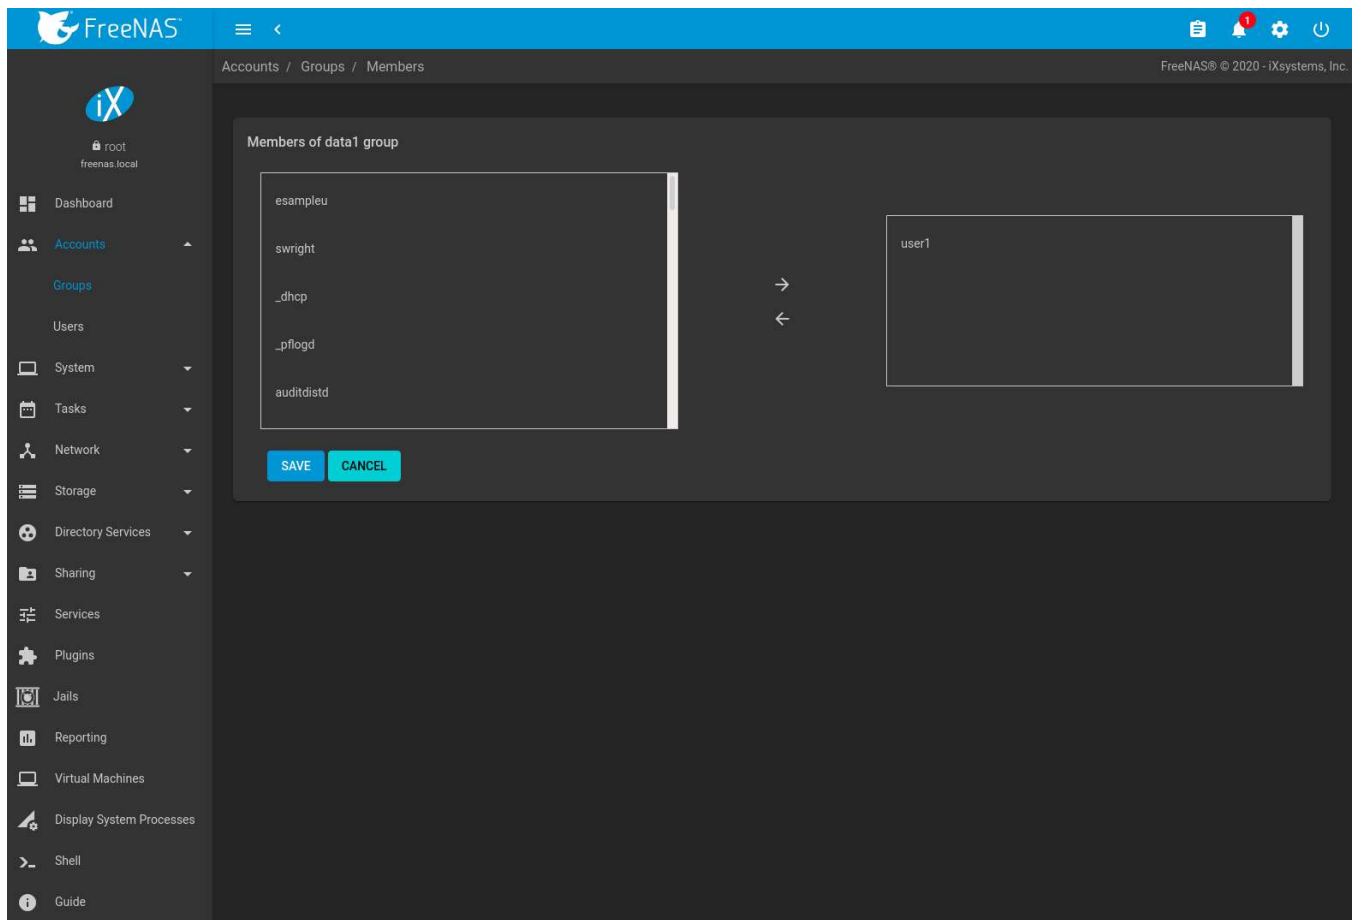 FreeNAS
1
Accounts / Groups / Members
FreeNAS® © 2020 - iXsystems, Inc.
iX
root
freenas.local
Dashboard
Accounts
Groups
Users
System
Tasks
Network
Storage
Directory Services
Sharing
Services
Plugins
Jails
Reporting
Virtual Machines
Display System Processes
Shell
Guide
Members of data1 group
esampleu
swright
_dhcp
_pflogd
auditdistd
user1
SAVE
CANCEL